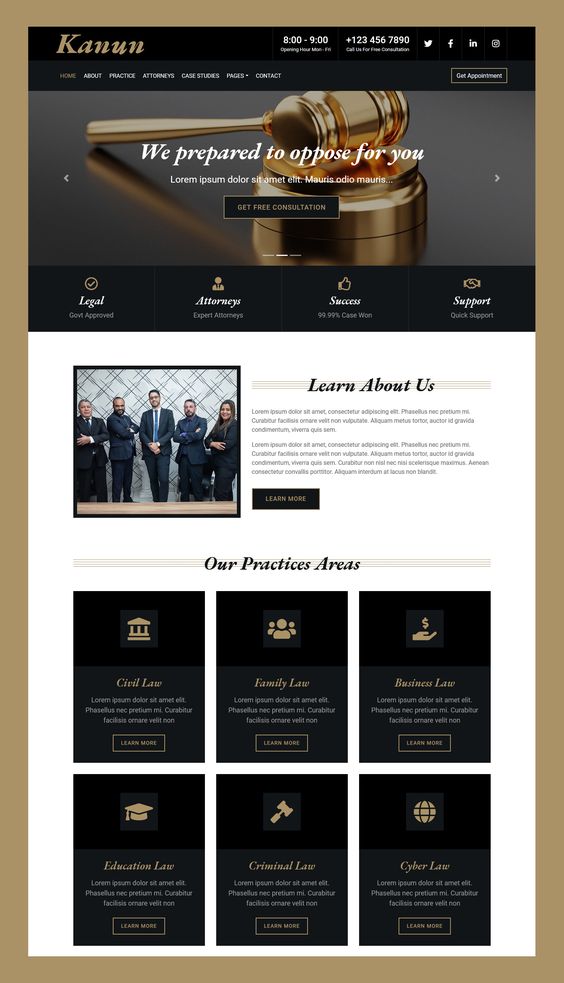 Kanun
8:00 - 9:00
Opening Hour Mon - Fri
+123 456 7890
Call Us For Free Consultation
HOME ABOUT PRACTICE ATTORNEYS CASE STUDIES PAGES CONTACT
Get Appointment
We prepared to oppose for you
Lorem ipsum dolor sit amet elit. Mauris odio mauris...
GET FREE CONSULTATION
Legal
Govt Approved
Attorneys
Expert Attorneys
Success
99.99% Case Won
Support
Quick Support
Learn About Us
Lorem ipsum dolor sit amet, consectetur adipiscing elit. Phasellus nec pretium mi.
Curabitur facilisis ornare velit non vulputate. Aliquam metus tortor, auctor id gravida
condimentum, viverra quis sem.
Lorem ipsum dolor sit amet, consectetur adipiscing elit. Phasellus nec pretium mi.
Curabitur facilisis ornare velit non vulputate. Aliquam metus tortor, auctor id gravida
condimentum, viverra quis sem. Curabitur non nisl nec nisi scelerisque maximus. Aenean
consectetur convallis porttitor. Aliquam interdum at lacus non blandit.
LEARN MORE
Our Practices Areas
Civil Law
Lorem ipsum dolor sit amet elit.
Phasellus nec pretium mi. Curabitur
facilisis ornare velit non
LEARN MORE
Family Law
Lorem ipsum dolor sit amet elit.
Phasellus nec pretium mi. Curabitur
facilisis ornare velit non
LEARN MORE
Business Law
Lorem ipsum dolor sit amet elit.
Phasellus nec pretium mi. Curabitur
facilisis ornare velit non
LEARN MORE
Education Law
Lorem ipsum dolor sit amet elit.
Phasellus nec pretium mi. Curabitur
facilisis ornare velit non
LEARN MORE
Criminal Law
Lorem ipsum dolor sit amet elit.
Phasellus nec pretium mi. Curabitur
facilisis ornare velit non
LEARN MORE
Cyber Law
Lorem ipsum dolor sit amet elit.
Phasellus nec pretium mi. Curabitur
facilisis ornare velit non
LEARN MORE